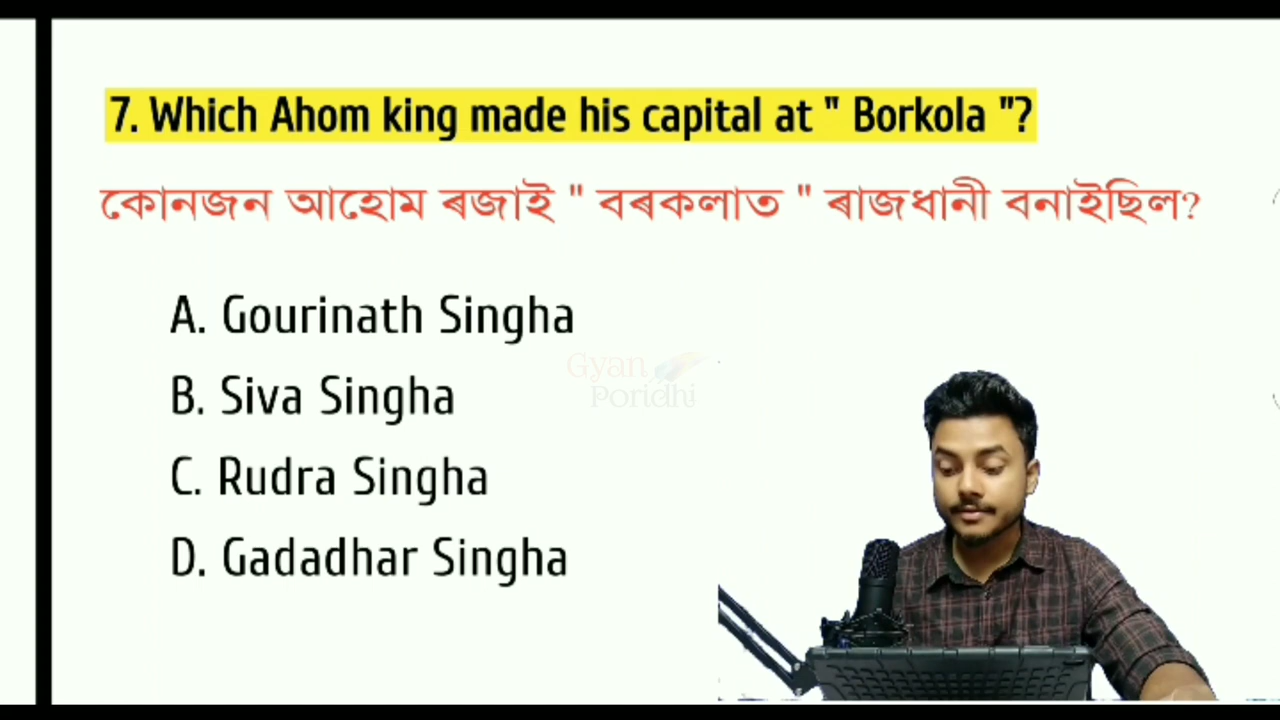 7. Which Ahom king made his capital at " Borkola "?
কোনজন আহোম ৰজাই " বৰকলাত " ৰাজধানী বনাইছিল?
A. Gourinath Singha
Gyan
Poridhi
B. Siva Singha
C. Rudra Singha
D. Gadadhar Singha